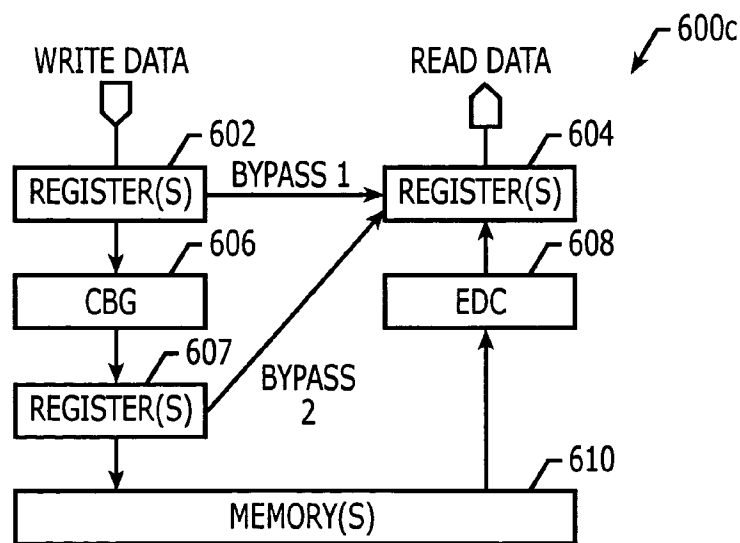 600c
WRITE DATA
READ DATA
602
604
REGISTER(S)
BYPASS 1
REGISTER(S)
606
608
CBG
EDC
607
REGISTER(S)
BYPASS
2
610
MEMORY(S)